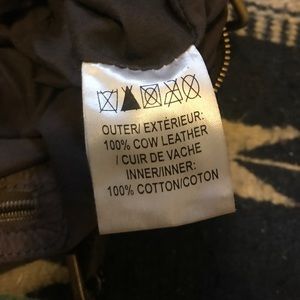 OUTER/ EXTÉRIEUR:
100% COW LEATHER
/ CUIR DE VACHE
INNER/INNER:
100% COTTON/COTON